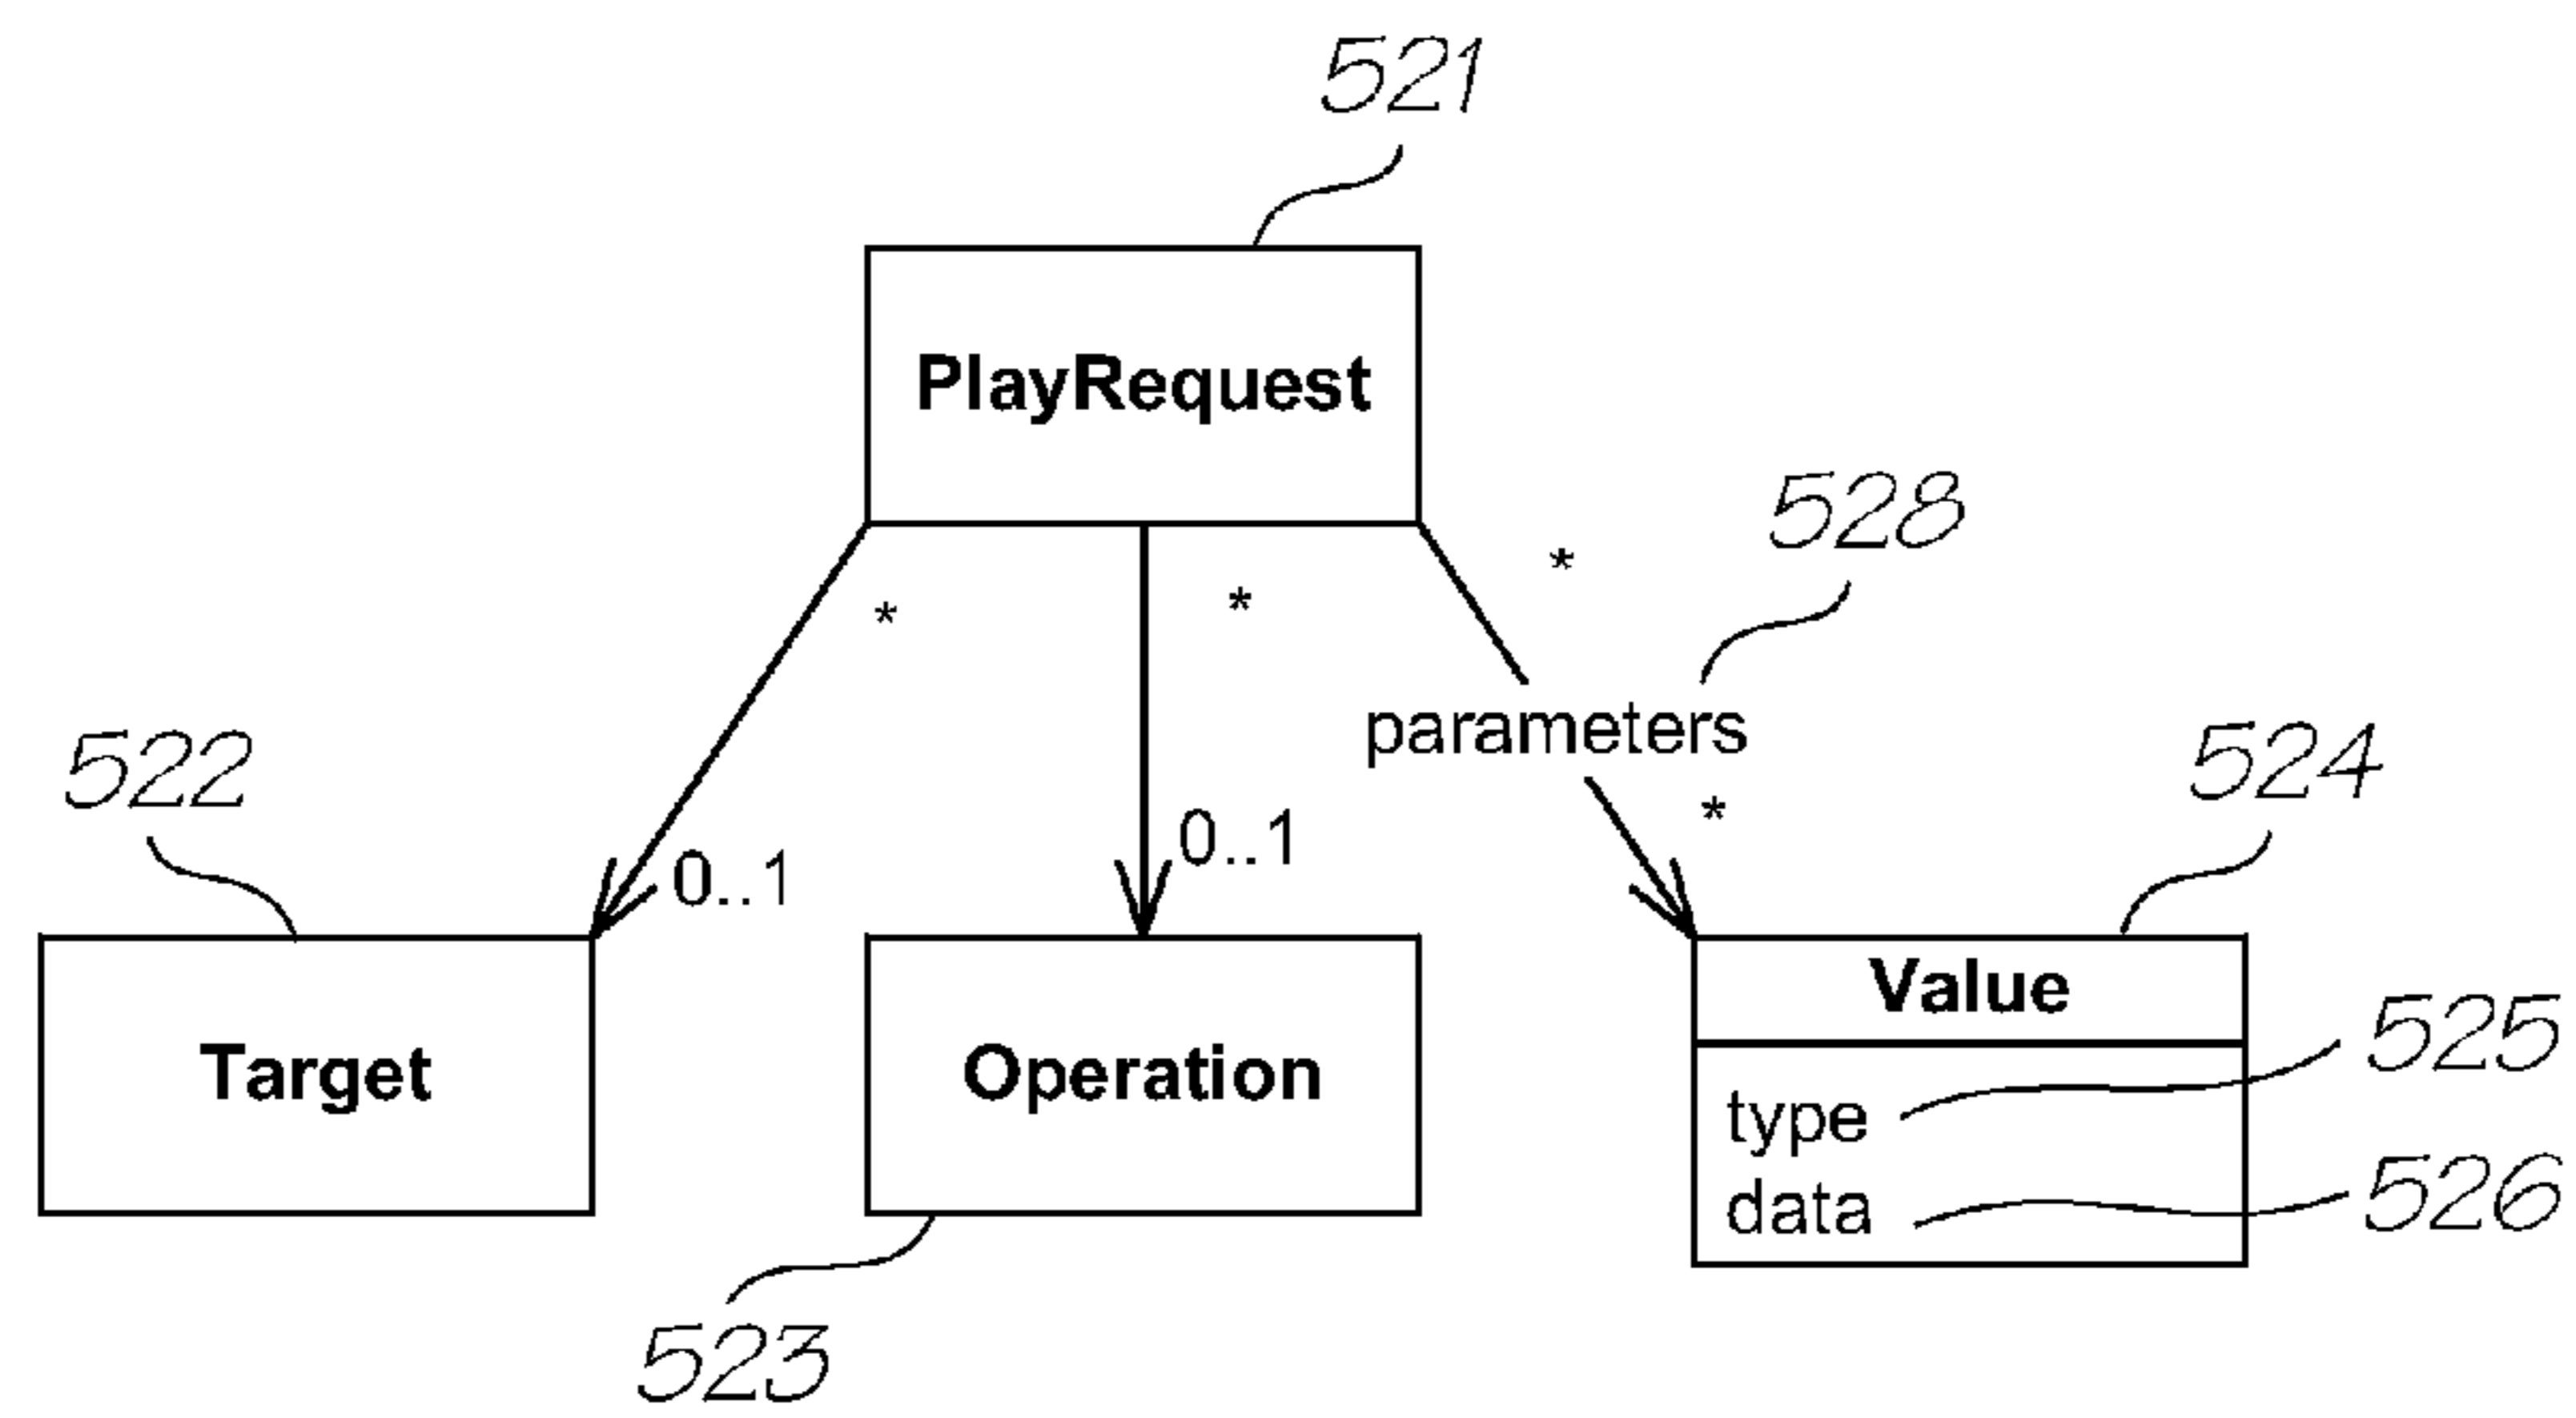 521
PlayRequest
528
*
*
*
parameters
*
522
524
0..1
0..1
Value
525
Target
Operation
type
data
526
523